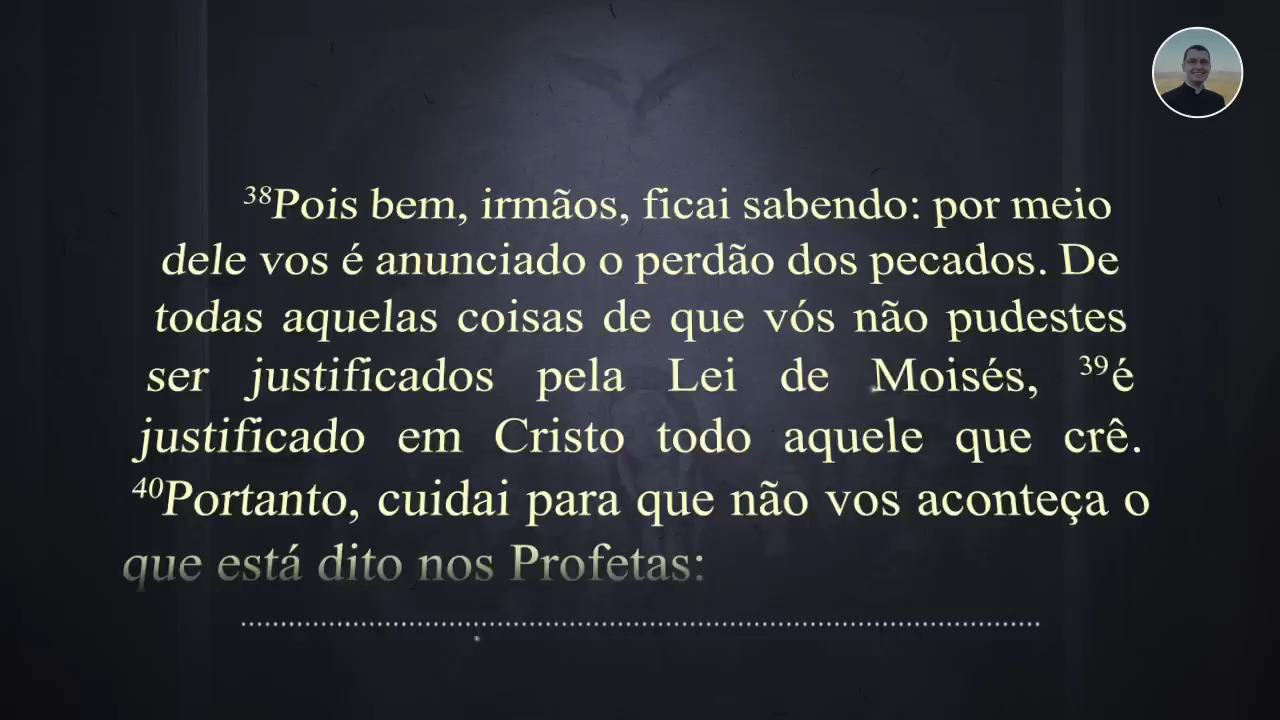 ³⁸Pois bem, irmãos, ficai sabendo: por meio
dele vos é anunciado o perdão dos pecados. De
todas aquelas coisas de que vós não pudestes
ser justificados pela Lei de Moisés, ³⁹é
justificado em Cristo todo aquele que crê.
⁴⁰Portanto, cuidai para que não vos aconteça o
que está dito nos Profetas: